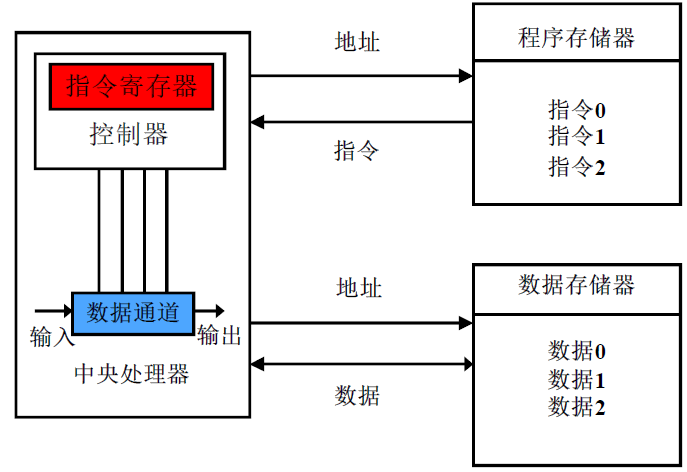 指令寄存器
控制器
数据通道
输入
输出
中央处理器
地址
指令
地址
数据
程序存储器
指令0
指令1
指令2
数据存储器
数据0
数据1
数据2